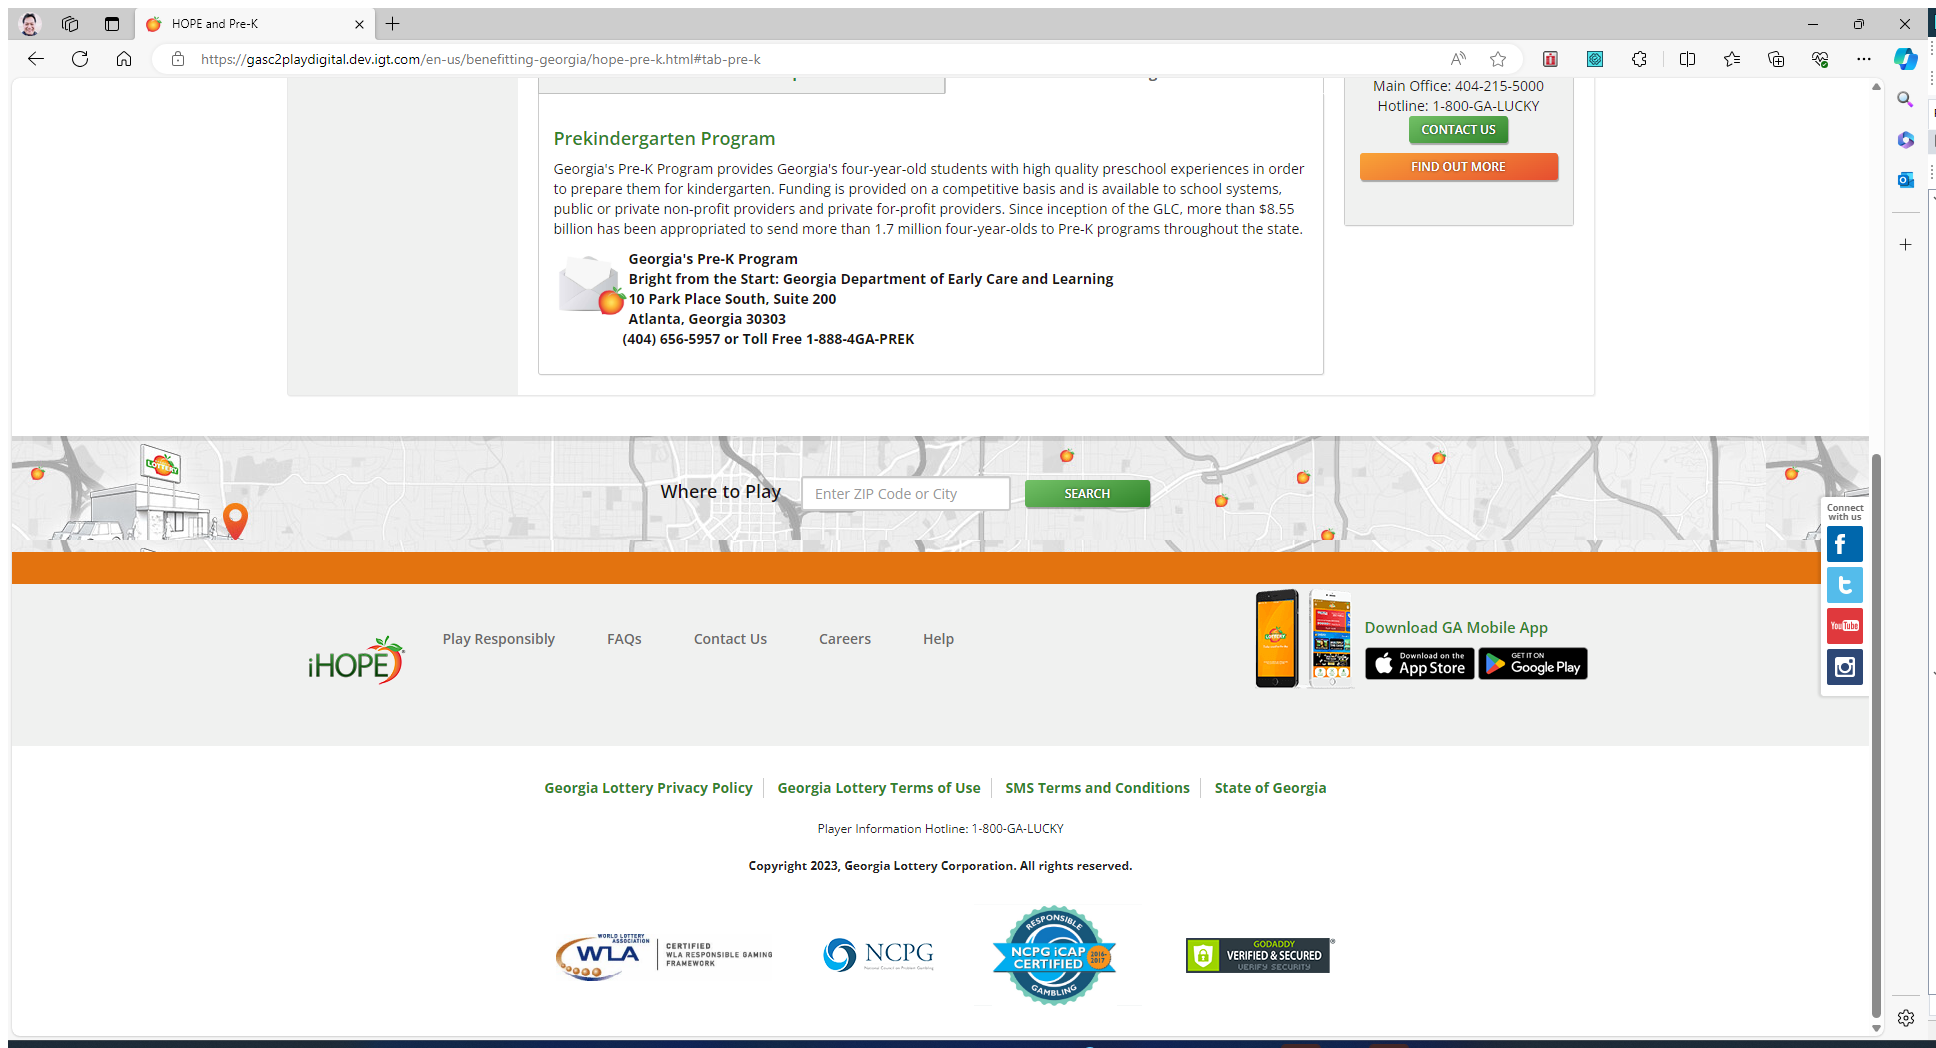 HOPE and Pre-K
https://gasc2playdigital.dev.igt.com/en-us/benefitting-georgia/hope-pre-k.html#tab-pre-k
Main Office: 404-215-5000
Hotline: 1-800-GA-LUCKY
CONTACT US
FIND OUT MORE
Prekindergarten Program
Georgia's Pre-K Program provides Georgia's four-year-old students with high quality preschool experiences in order
to prepare them for kindergarten. Funding is provided on a competitive basis and is available to school systems,
public or private non-profit providers and private for-profit providers. Since inception of the GLC, more than $8.55
billion has been appropriated to send more than 1.7 million four-year-olds to Pre-K programs throughout the state.
Georgia's Pre-K Program
Bright from the Start: Georgia Department of Early Care and Learning
10 Park Place South, Suite 200
Atlanta, Georgia 30303
(404) 656-5957 or Toll Free 1-888-4GA-PREK
LOTTERY
Where to Play
Enter ZIP Code or City
SEARCH
Connect
with us
f
t
YouTube
iHOPE
Play Responsibly
FAQs
Contact Us
Careers
Help
LOTTERY
Download GA Mobile App
Download on the
App Store
GET IT ON
Google Play
Georgia Lottery Privacy Policy
Georgia Lottery Terms of Use
SMS Terms and Conditions
State of Georgia
Player Information Hotline: 1-800-GA-LUCKY
Copyright 2023, Georgia Lottery Corporation. All rights reserved.
WORLD LOTTERY
ASSOCIATION
WLA
CERTIFIED
WLA RESPONSIBLE GAMING
FRAMEWORK
NCPG
National Council on Problem Gambling
RESPONSIBLE
NCPG iCAP
CERTIFIED
2016-
2017
GAMBLING
GODADDY
VERIFIED & SECURED
VERIFY SECURITY